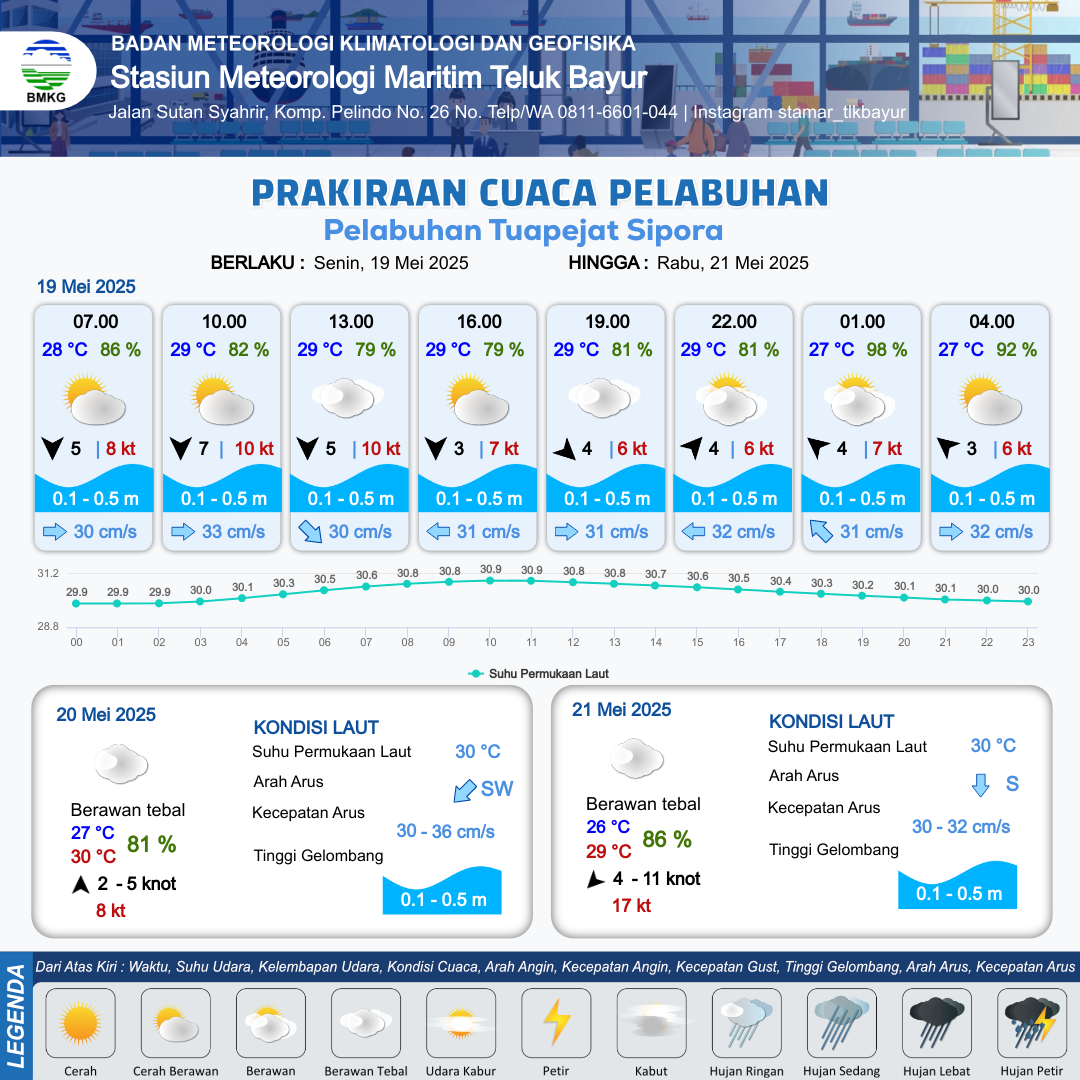 BMKG
BADAN METEOROLOGI KLIMATOLOGI DAN GEOFISIKA
Stasiun Meteorologi Maritim Teluk Bayur
Jalan Sutan Syahrir, Komp. Pelindo No. 26 No. Telp/WA 0811-6601-044 | Instagram stamar_tlkbayur
PRAKIRAAN CUACA PELABUHAN
Pelabuhan Tuapejat Sipora
BERLAKU : Senin, 19 Mei 2025 HINGGA : Rabu, 21 Mei 2025
19 Mei 2025
07.00 10.00 13.00 16.00 19.00 22.00 01.00 04.00
28 °C 86 % 29 °C 82 % 29 °C 79 % 29 °C 79 % 29 °C 81 % 29 °C 81 % 27 °C 98 % 27 °C 92 %
5 | 8 kt 7 | 10 kt 5 | 10 kt 3 | 7 kt 4 | 6 kt 4 | 6 kt 4 | 7 kt 3 | 6 kt
0.1 - 0.5 m 0.1 - 0.5 m 0.1 - 0.5 m 0.1 - 0.5 m 0.1 - 0.5 m 0.1 - 0.5 m 0.1 - 0.5 m 0.1 - 0.5 m
30 cm/s 33 cm/s 30 cm/s 31 cm/s 31 cm/s 32 cm/s 31 cm/s 32 cm/s
31.2
29.9 29.9 29.9 30.0 30.1 30.3 30.5 30.6 30.8 30.8 30.9 30.9 30.8 30.8 30.7 30.6 30.5 30.4 30.3 30.2 30.1 30.1 30.0 30.0
28.8
00 01 02 03 04 05 06 07 08 09 10 11 12 13 14 15 16 17 18 19 20 21 22 23
Suhu Permukaan Laut
20 Mei 2025
Berawan tebal
27 °C
30 °C
81 %
2 - 5 knot
8 kt
KONDISI LAUT
Suhu Permukaan Laut 30 °C
Arah Arus SW
Kecepatan Arus
30 - 36 cm/s
Tinggi Gelombang
0.1 - 0.5 m
21 Mei 2025
Berawan tebal
26 °C
29 °C
86 %
4 - 11 knot
17 kt
KONDISI LAUT
Suhu Permukaan Laut 30 °C
Arah Arus S
Kecepatan Arus
30 - 32 cm/s
Tinggi Gelombang
0.1 - 0.5 m
LEGENDA
Dari Atas Kiri : Waktu, Suhu Udara, Kelembapan Udara, Kondisi Cuaca, Arah Angin, Kecepatan Angin, Kecepatan Gust, Tinggi Gelombang, Arah Arus, Kecepatan Arus
Cerah Cerah Berawan Berawan Berawan Tebal Udara Kabur Petir Kabut Hujan Ringan Hujan Sedang Hujan Lebat Hujan Petir